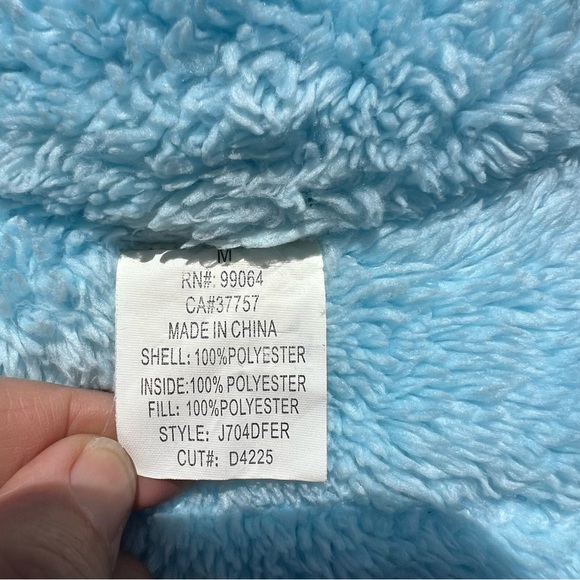 M
RN#: 99064
CA#37757
MADE IN CHINA
SHELL: 100%POLYESTER
INSIDE:100% POLYESTER
FILL: 100%POLYESTER
STYLE: J704DFER
CUT#: D4225